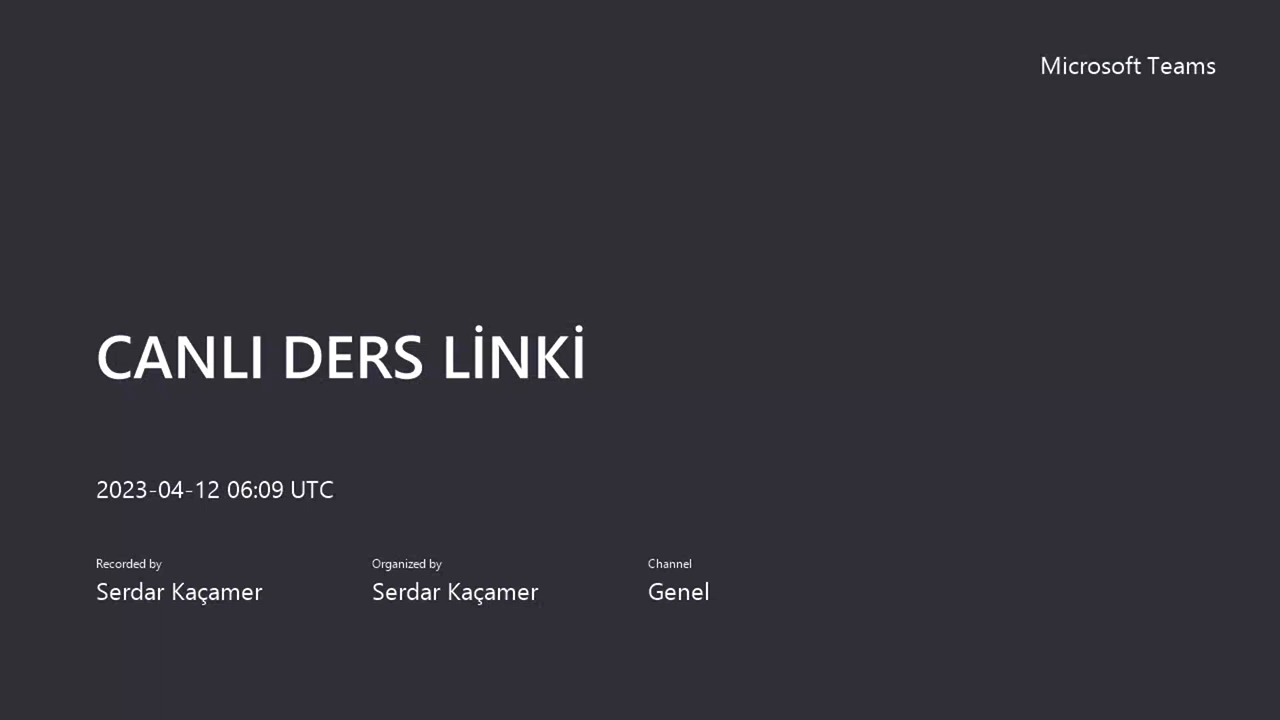 Microsoft Teams
CANLI DERS LİNKİ
2023-04-12 06:09 UTC
Recorded by
Serdar Kaçamer
Organized by
Serdar Kaçamer
Channel
Genel